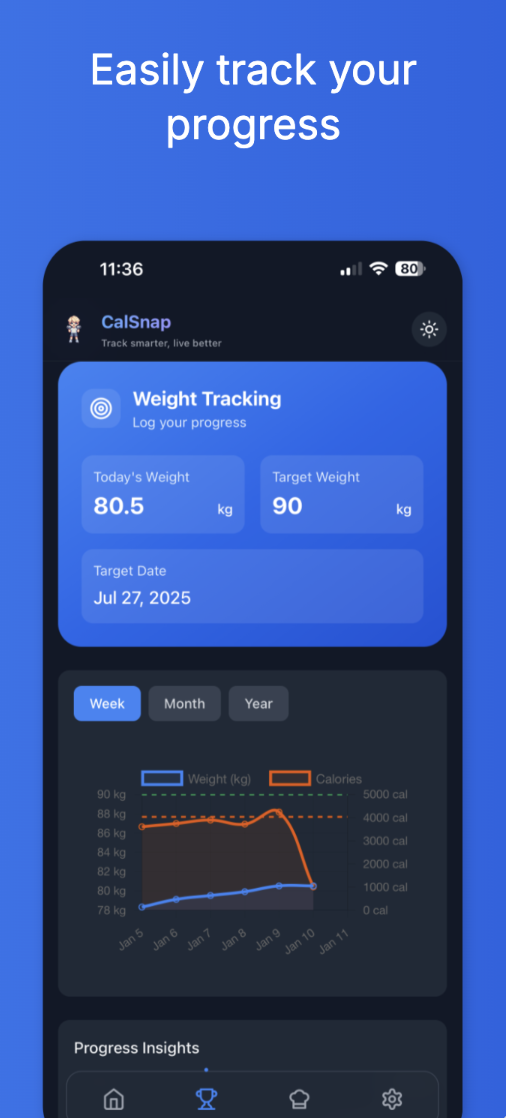 Easily track your
progress
11:36
80
CalSnap
Track smarter, live better
Weight Tracking
Log your progress
Today's Weight
Target Weight
80.5 kg
90 kg
Target Date
Jul 27, 2025
Week Month Year
Weight (kg) Calories
90 kg
88 kg
86 kg
84 kg
82 kg
80 kg
78 kg
5000 cal
4000 cal
3000 cal
2000 cal
1000 cal
0 cal
Jan 5
Jan 6
Jan 7
Jan 8
Jan 9
Jan 10
Jan 11
Progress Insights